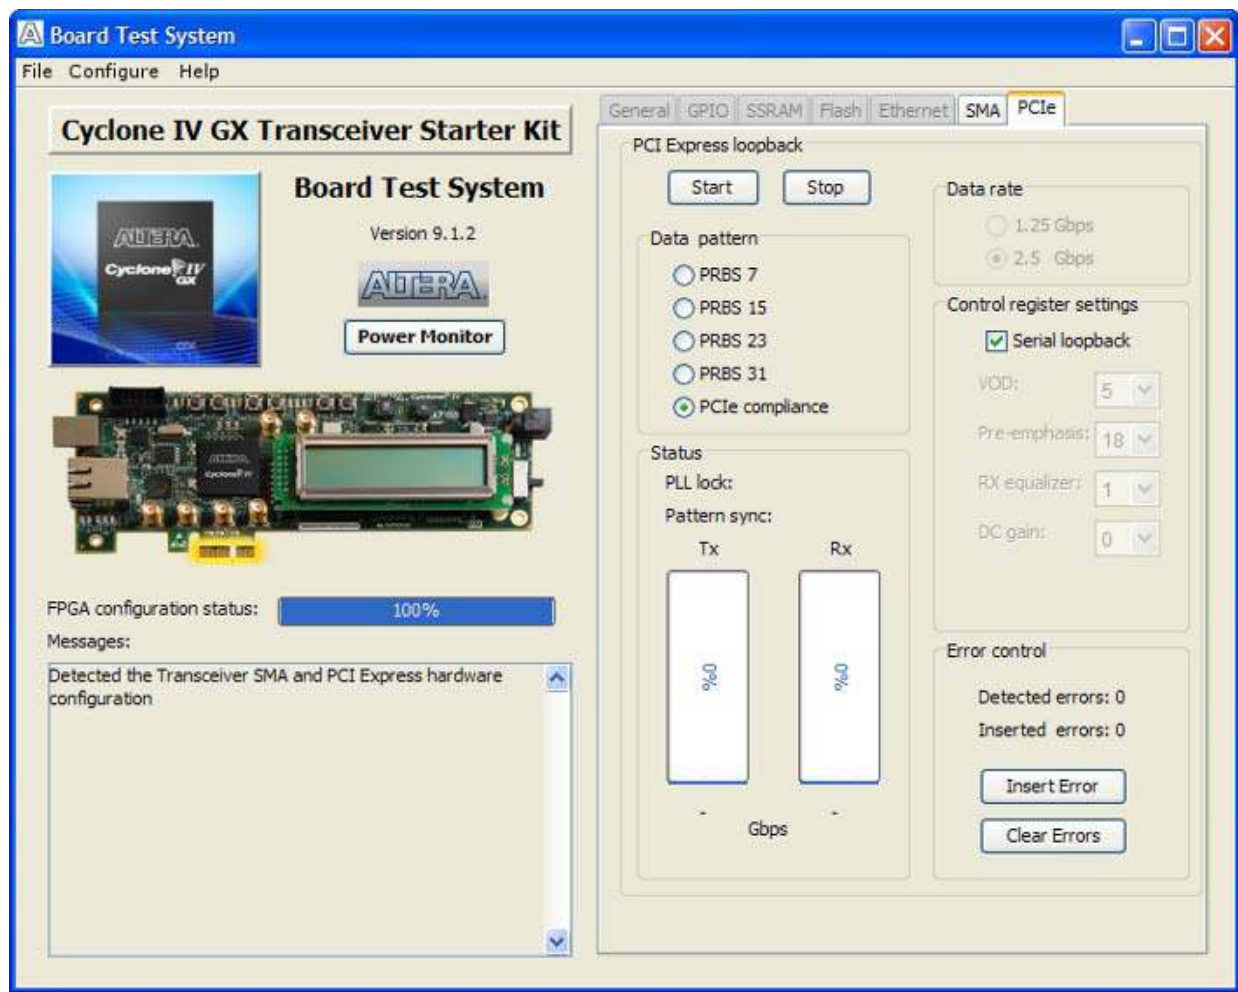 Board Test System
File Configure Help
Cyclone IV GX Transceiver Starter Kit
Board Test System
Version 9.1.2
ALTERA
Cyclone IV
GX
ALTERA
Power Monitor
ALTERA
FPGA configuration status: 100%
Messages:
Detected the Transceiver SMA and PCI Express hardware
configuration
General GPIO SSRAM Flash Ethernet SMA PCIe
PCI Express loopback
Start Stop
Data pattern
PRBS 7
PRBS 15
PRBS 23
PRBS 31
PCIe compliance
Status
PLL lock:
Pattern sync:
Tx Rx
0% 0%
- -
Gbps
Data rate
1.25 Gbps
2.5 Gbps
Control register settings
Serial loopback
VOD: 5
Pre-emphasis: 18
RX equalizer: 1
DC gain: 0
Error control
Detected errors: 0
Inserted errors: 0
Insert Error
Clear Errors